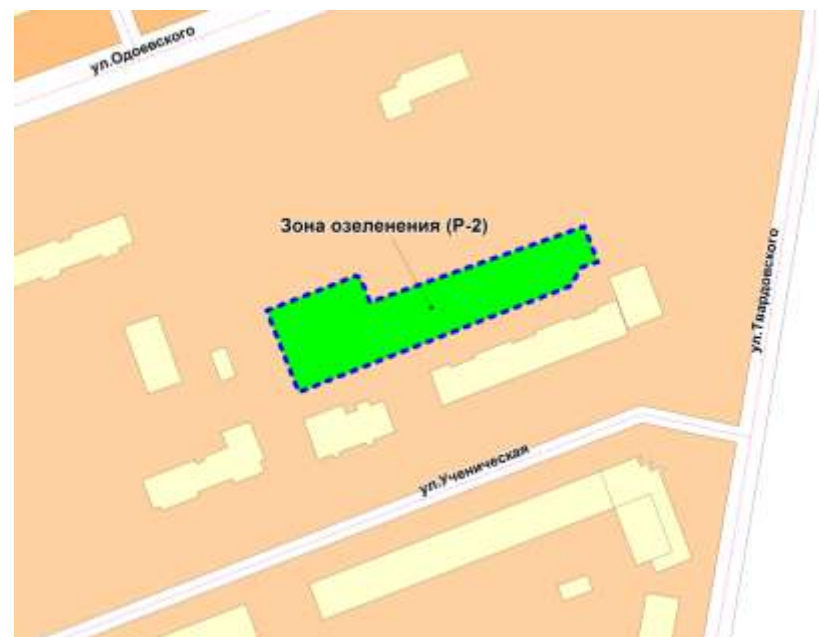 ул.Одоевского
Зона озеленения (Р-2)
ул.Твардовского
ул.Ученическая